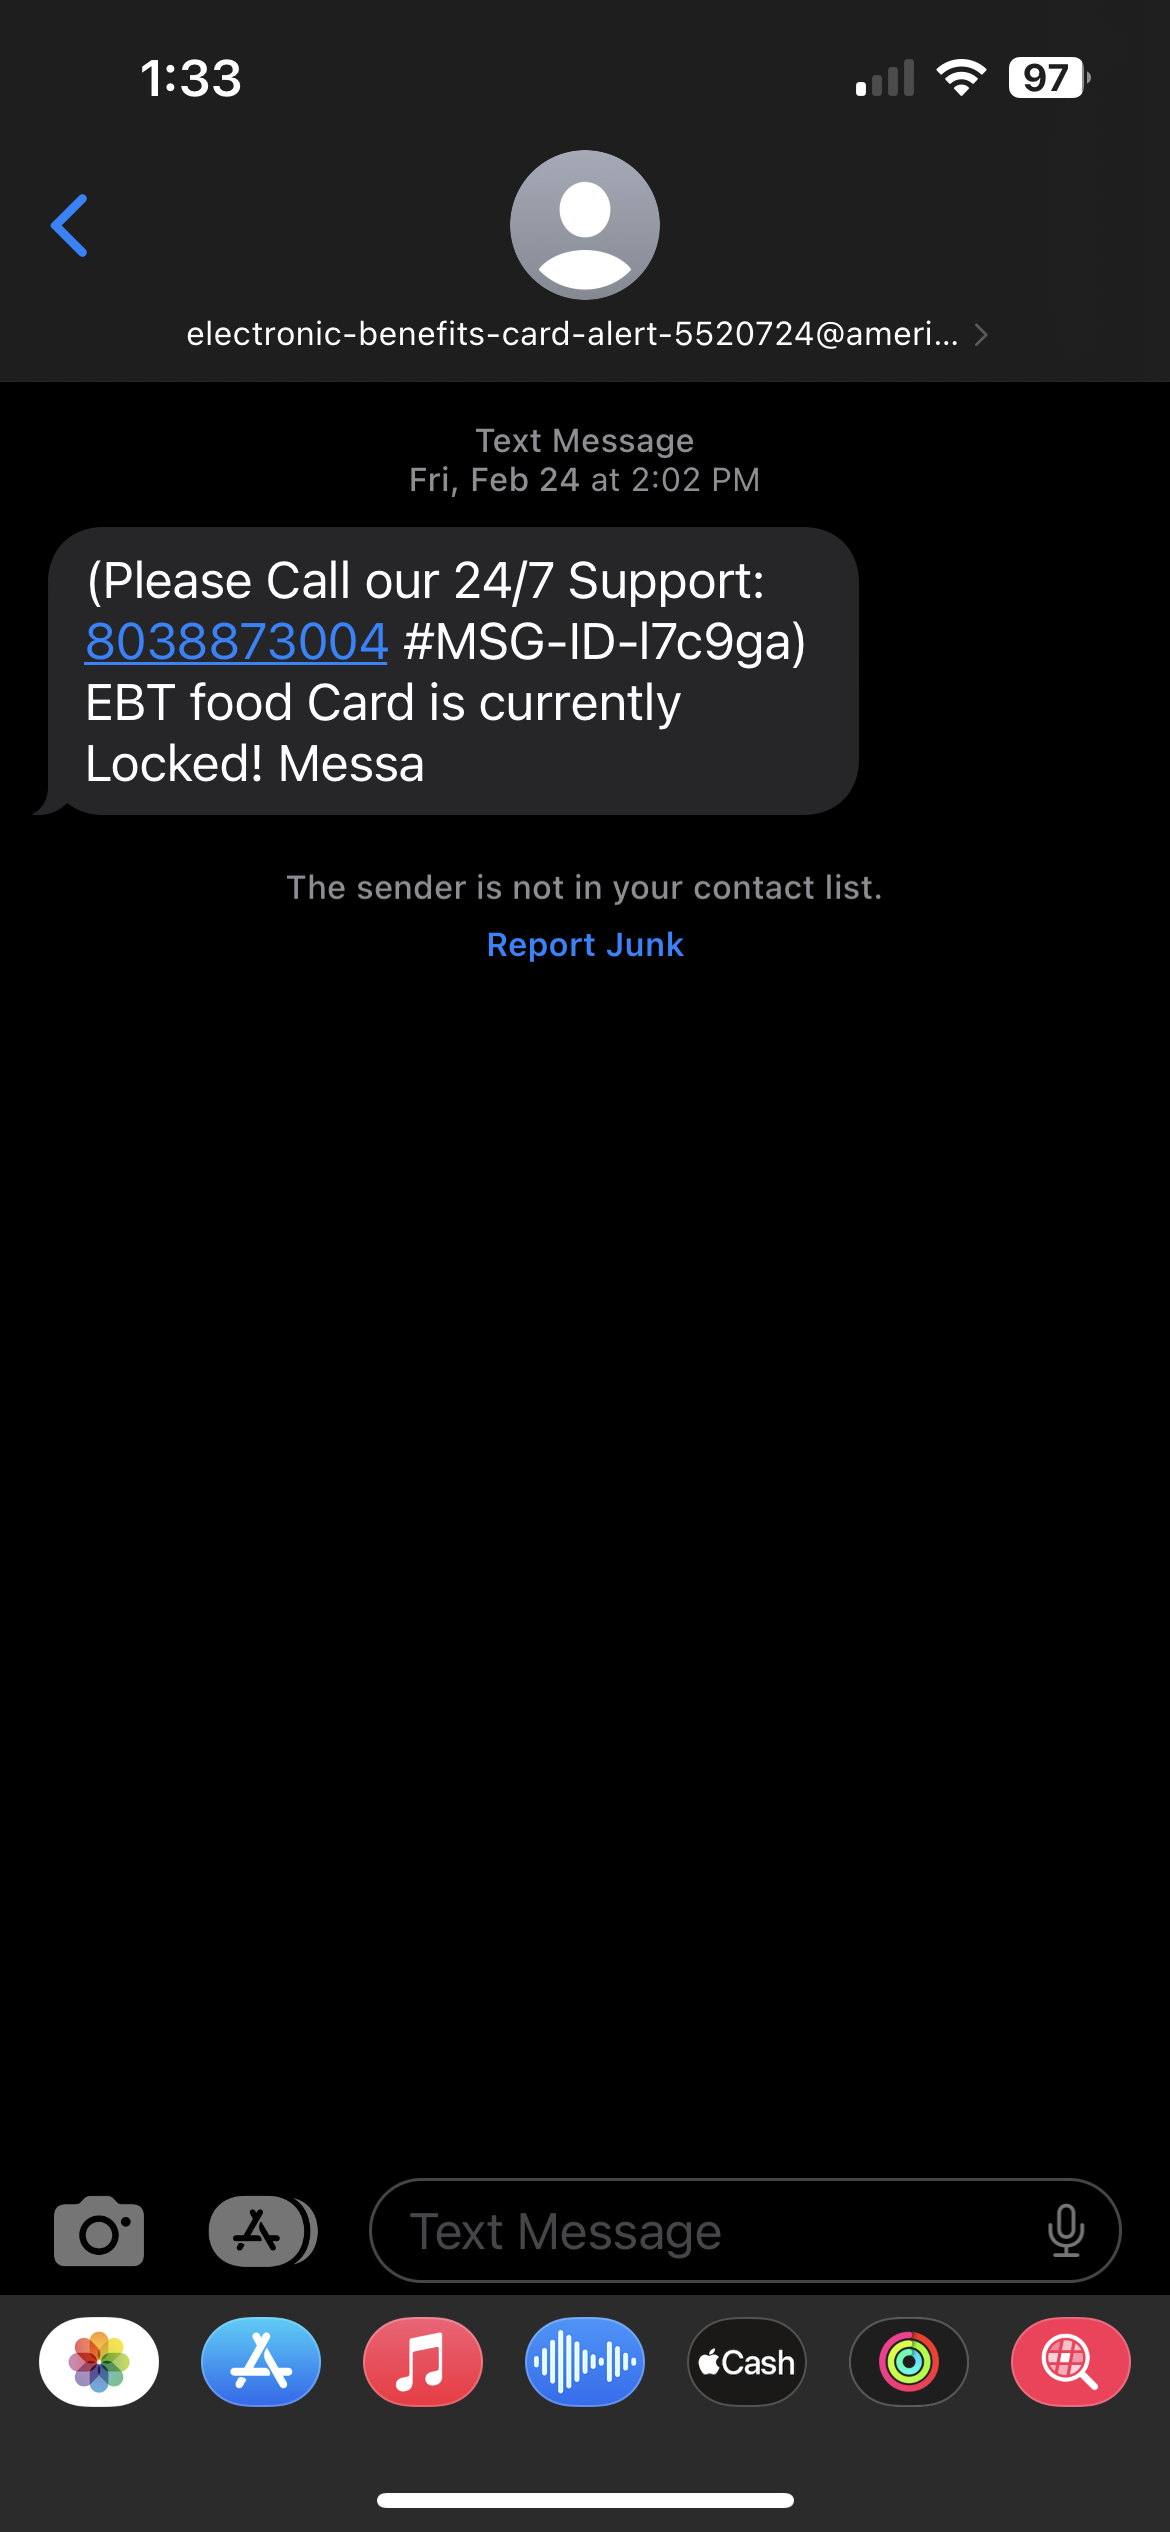 1:33
97
electronic-benefits-card-alert-5520724@ameri...
Text Message
Fri, Feb 24 at 2:02 PM
(Please Call our 24/7 Support:
8038873004 #MSG-ID-l7c9ga)
EBT food Card is currently
Locked! Messa
The sender is not in your contact list.
Report Junk
Text Message
Cash